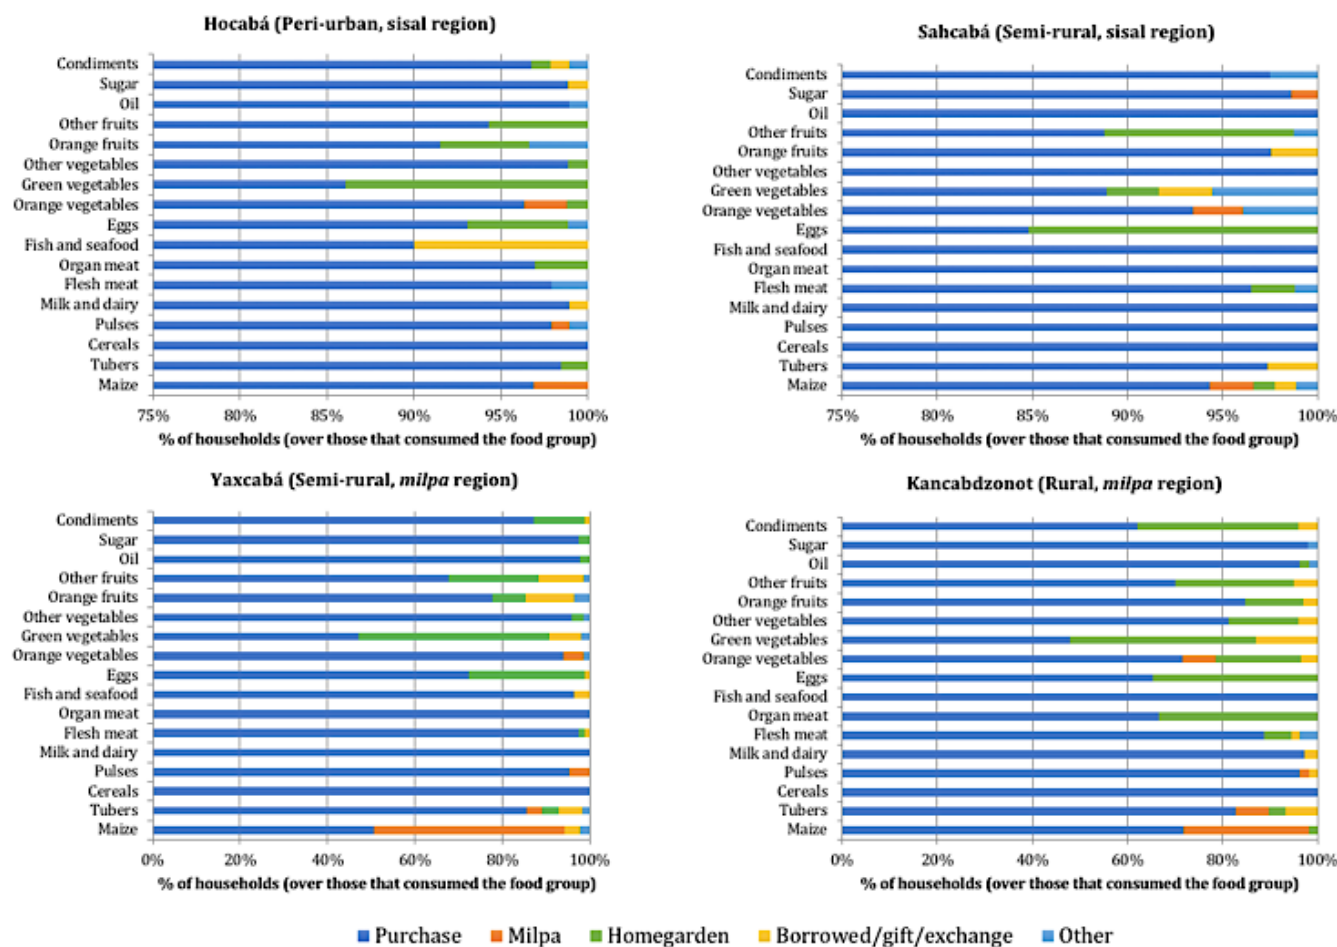 Hocabá (Peri-urban, sisal region)
Condiments
Sugar
Oil
Other fruits
Orange fruits
Other vegetables
Green vegetables
Orange vegetables
Eggs
Fish and seafood
Organ meat
Flesh meat
Milk and dairy
Pulses
Cereals
Tubers
Maize
75% 80% 85% 90% 95% 100%
% of households (over those that consumed the food group)
Sahcabá (Semi-rural, sisal region)
Condiments
Sugar
Oil
Other fruits
Orange fruits
Other vegetables
Green vegetables
Orange vegetables
Eggs
Fish and seafood
Organ meat
Flesh meat
Milk and dairy
Pulses
Cereals
Tubers
Maize
75% 80% 85% 90% 95% 100%
% of households (over those that consumed the food group)
Yaxcabá (Semi-rural, milpa region)
Condiments
Sugar
Oil
Other fruits
Orange fruits
Other vegetables
Green vegetables
Orange vegetables
Eggs
Fish and seafood
Organ meat
Flesh meat
Milk and dairy
Pulses
Cereals
Tubers
Maize
0% 20% 40% 60% 80% 100%
% of households (over those that consumed the food group)
Kancabdzonot (Rural, milpa region)
Condiments
Sugar
Oil
Other fruits
Orange fruits
Other vegetables
Green vegetables
Orange vegetables
Eggs
Fish and seafood
Organ meat
Flesh meat
Milk and dairy
Pulses
Cereals
Tubers
Maize
0% 20% 40% 60% 80% 100%
% of households (over those that consumed the food group)
Purchase Milpa Homegarden Borrowed/gift/exchange Other